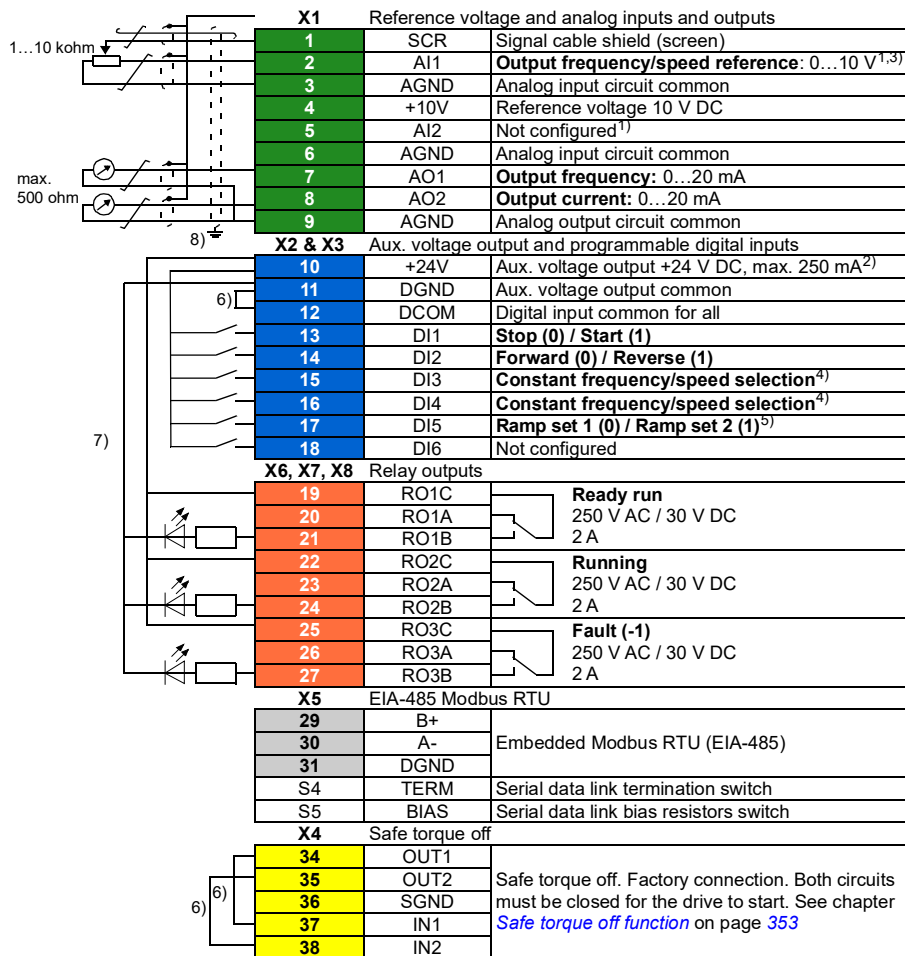 X1 Reference voltage and analog inputs and outputs
1…10 kohm
1 SCR Signal cable shield (screen)
2 AI1 Output frequency/speed reference: 0…10 V1,3)
3 AGND Analog input circuit common
4 +10V Reference voltage 10 V DC
5 AI2 Not configured1)
6 AGND Analog input circuit common
max.
500 ohm
7 AO1 Output frequency: 0…20 mA
8 AO2 Output current: 0…20 mA
9 AGND Analog output circuit common
8)
X2 & X3 Aux. voltage output and programmable digital inputs
10 +24V Aux. voltage output +24 V DC, max. 250 mA2)
6)
11 DGND Aux. voltage output common
12 DCOM Digital input common for all
13 DI1 Stop (0) / Start (1)
14 DI2 Forward (0) / Reverse (1)
15 DI3 Constant frequency/speed selection4)
16 DI4 Constant frequency/speed selection4)
17 DI5 Ramp set 1 (0) / Ramp set 2 (1)5)
7)
18 DI6 Not configured
X6, X7, X8 Relay outputs
19 RO1C Ready run
20 RO1A 250 V AC / 30 V DC
21 RO1B 2 A
22 RO2C Running
23 RO2A 250 V AC / 30 V DC
24 RO2B 2 A
25 RO3C Fault (-1)
26 RO3A 250 V AC / 30 V DC
27 RO3B 2 A
X5 EIA-485 Modbus RTU
29 B+
30 A- Embedded Modbus RTU (EIA-485)
31 DGND
S4 TERM Serial data link termination switch
S5 BIAS Serial data link bias resistors switch
X4 Safe torque off
34 OUT1
35 OUT2 Safe torque off. Factory connection. Both circuits
36 SGND must be closed for the drive to start. See chapter
37 IN1 Safe torque off function on page 353
38 IN2
6)
6)